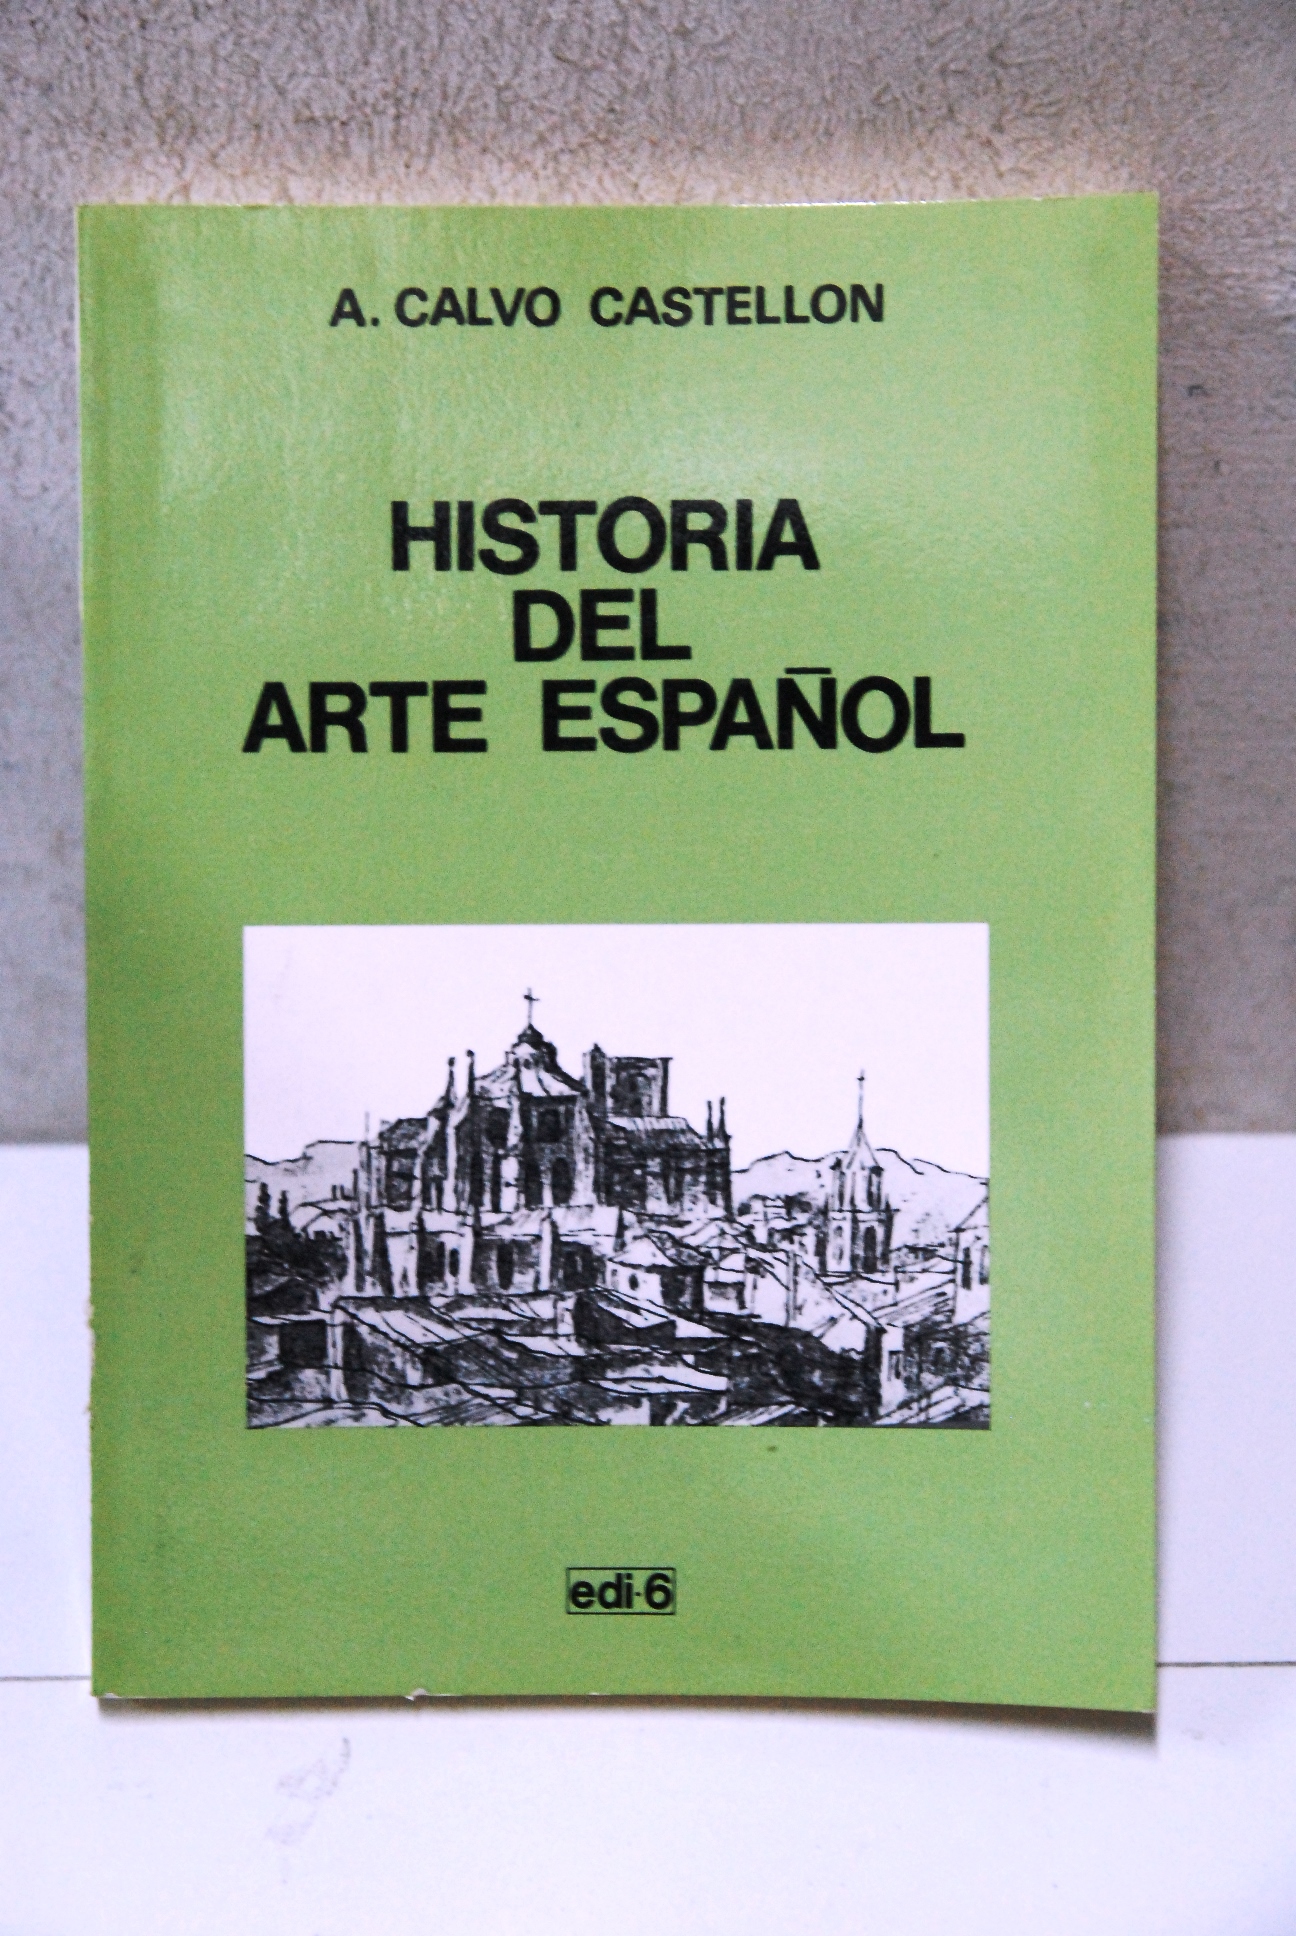 A. CALVO CASTELLON
HISTORIA
DEL
ARTE ESPAÑOL
edi-6